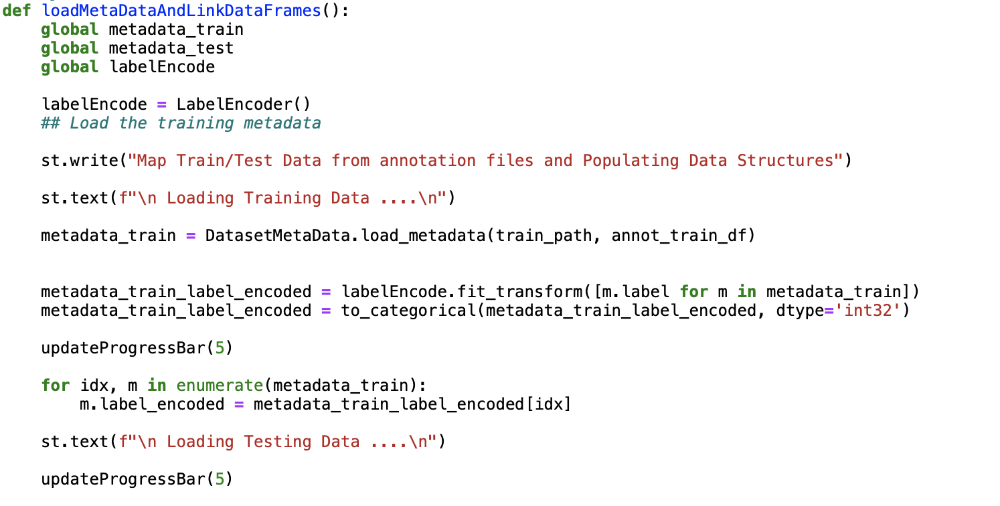 def loadMetaDataAndLinkDataFrames():
    global metadata_train
    global metadata_test
    global labelEncode

    labelEncode = LabelEncoder()
    ## Load the training metadata

    st.write("Map Train/Test Data from annotation files and Populating Data Structures")

    st.text(f"\n Loading Training Data ....\n")

    metadata_train = DatasetMetaData.load_metadata(train_path, annot_train_df)


    metadata_train_label_encoded = labelEncode.fit_transform([m.label for m in metadata_train])
    metadata_train_label_encoded = to_categorical(metadata_train_label_encoded, dtype='int32')

    updateProgressBar(5)

    for idx, m in enumerate(metadata_train):
        m.label_encoded = metadata_train_label_encoded[idx]

    st.text(f"\n Loading Testing Data ....\n")

    updateProgressBar(5)